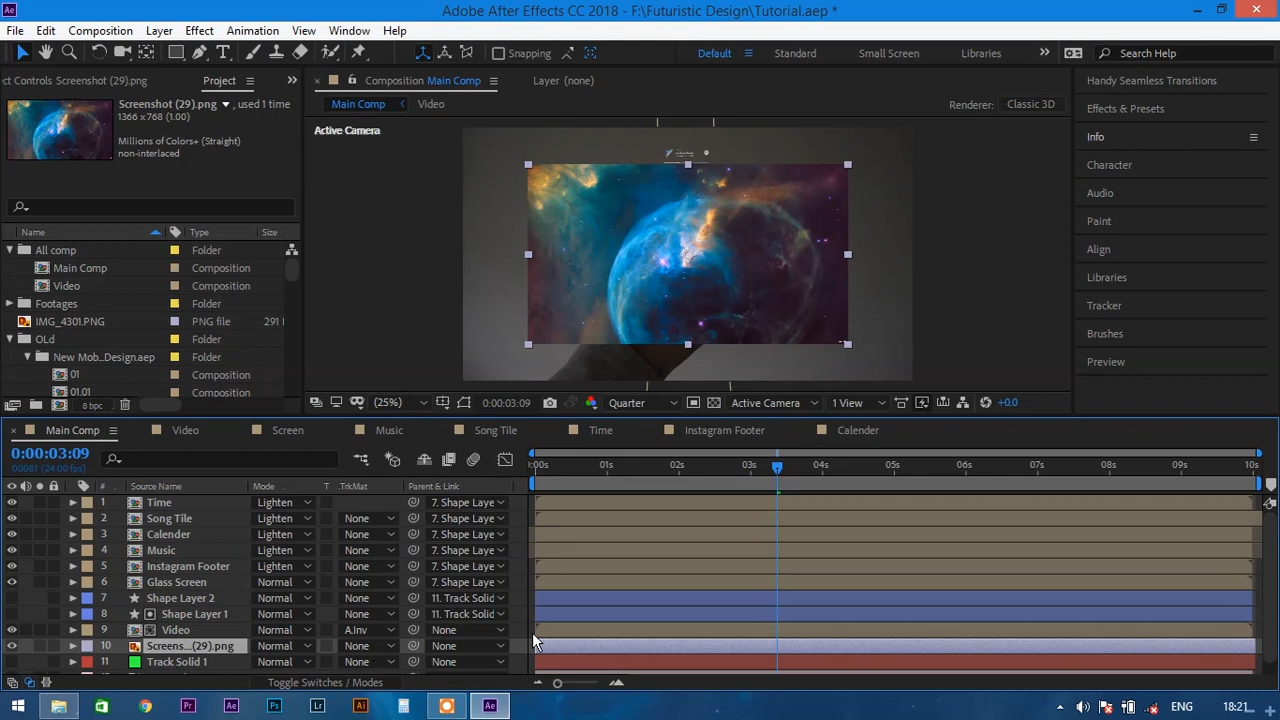 Adobe After Effects CC 2018 - F:\Futuristic Design\Tutorial.aep *
File Edit Composition Layer Effect Animation View Window Help
Snapping Default Standard Small Screen Libraries Search Help
ct Controls Screenshot (29).png Project
Composition Main Comp Layer (none)
Screenshot (29).png , used 1 time
1366 x 768 (1.00)
Millions of Colors+ (Straight)
non-interlaced
Main Comp Video Renderer: Classic 3D
Active Camera
Name Type Size
All comp Folder
Main Comp Composition
Video Composition
Footages Folder
IMG_4301.PNG PNG file 291
OLd Folder
New Mob...Design.aep Folder
01 Composition
01.01 Composition
8 bpc
Handy Seamless Transitions
Effects & Presets
Info
Character
Audio
Paint
Align
Libraries
Tracker
Brushes
Preview
(25%) 0:00:03:09 Quarter Active Camera 1 View +0.0
Main Comp Video Screen Music Song Tile Time Instagram Footer Calender
0:00:03:09
00081 (24.00 fps)
:00s 01s 02s 03s 04s 05s 06s 07s 08s 09s 10s
# Source Name Mode T .TrkMat Parent & Link
1 Time Lighten 7. Shape Laye
2 Song Tile Lighten None 7. Shape Laye
3 Calender Lighten None 7. Shape Laye
4 Music Lighten None 7. Shape Laye
5 Instagram Footer Lighten None 7. Shape Laye
6 Glass Screen Normal None 7. Shape Laye
7 Shape Layer 2 Normal None 11. Track Solid
8 Shape Layer 1 Normal None 11. Track Solid
9 Video Normal A.Inv None
10 Screens...(29).png Normal None None
11 Track Solid 1 Normal None None
Toggle Switches / Modes
18:21